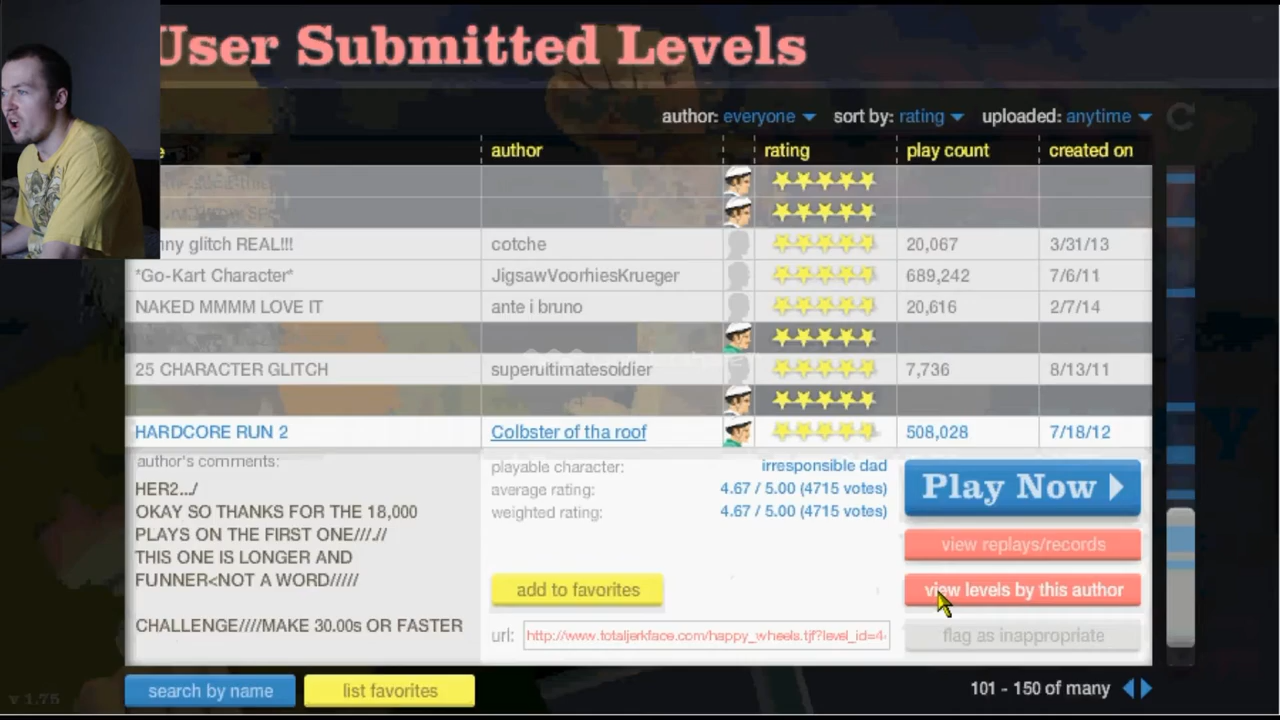 User Submitted Levels
author: everyone sort by: rating uploaded: anytime
author rating play count created on
nny glitch REAL!!! cotche 20,067 3/31/13
*Go-Kart Character* JigsawVoorhiesKrueger 689,242 7/6/11
NAKED MMMM LOVE IT ante i bruno 20,616 2/7/14
25 CHARACTER GLITCH superultimatesoldier 7,736 8/13/11
HARDCORE RUN 2 Colbster of tha roof 508,028 7/18/12
author's comments:
HER2.../
OKAY SO THANKS FOR THE 18,000
PLAYS ON THE FIRST ONE///.//
THIS ONE IS LONGER AND
FUNNER<NOT A WORD/////
CHALLENGE////MAKE 30.00s OR FASTER
playable character: irresponsible dad
average rating: 4.67 / 5.00 (4715 votes)
weighted rating: 4.67 / 5.00 (4715 votes)
add to favorites
url: http://www.totaljerkface.com/happy_wheels.tjf?level_id=4
Play Now
view replays/records
view levels by this author
flag as inappropriate
search by name list favorites
101 - 150 of many
v 1.75